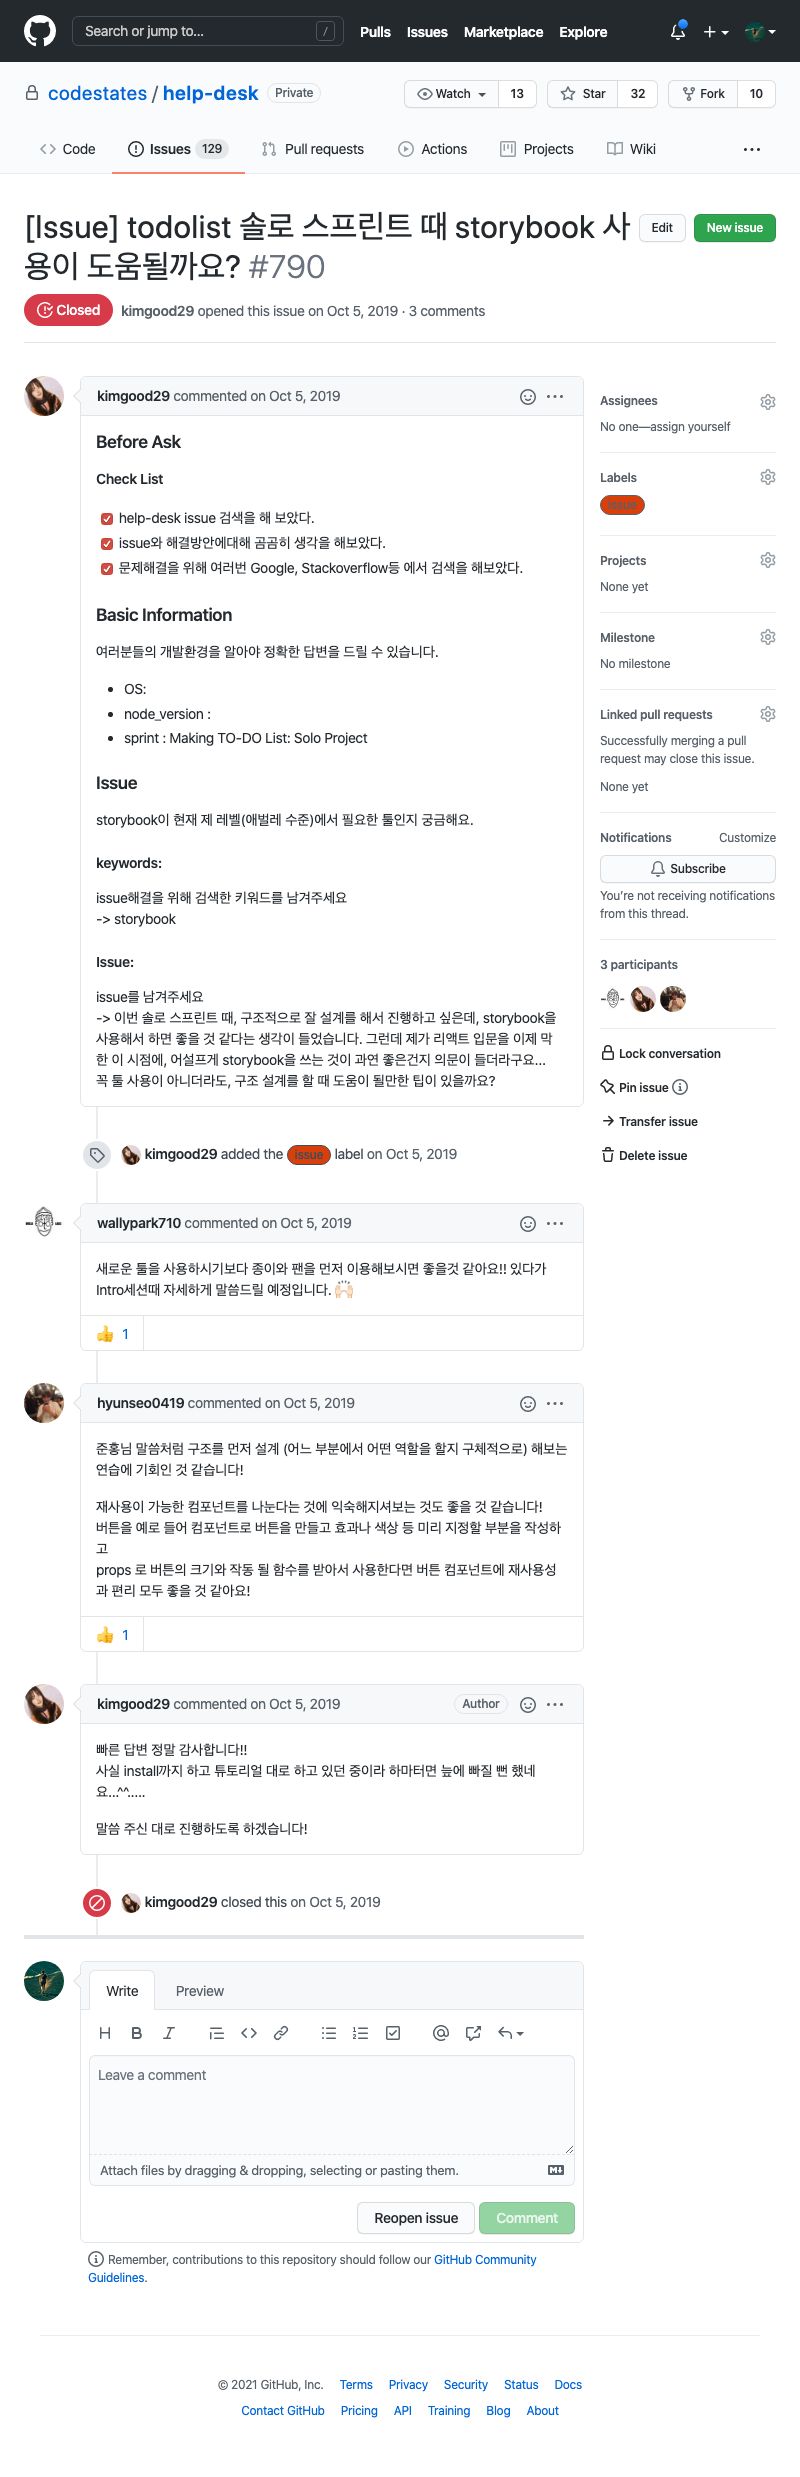 Search or jump to...
/
Pulls
Issues
Marketplace
Explore
codestates / help-desk
Private
Watch
13
Star
32
Fork
10
Code
Issues 129
Pull requests
Actions
Projects
Wiki
[Issue] todolist 솔로 스프린트 때 storybook 사
용이 도움될까요? #790
Edit
New issue
Closed
kimgood29 opened this issue on Oct 5, 2019 · 3 comments
kimgood29 commented on Oct 5, 2019
Before Ask
Check List
help-desk issue 검색을 해 보았다.
issue와 해결방안에대해 곰곰히 생각을 해보았다.
문제해결을 위해 여러번 Google, Stackoverflow등 에서 검색을 해보았다.
Basic Information
여러분들의 개발환경을 알아야 정확한 답변을 드릴 수 있습니다.
OS:
node_version :
sprint : Making TO-DO List: Solo Project
Issue
storybook이 현재 제 레벨(애벌레 수준)에서 필요한 툴인지 궁금해요.
keywords:
issue해결을 위해 검색한 키워드를 남겨주세요
-> storybook
Issue:
issue를 남겨주세요
-> 이번 솔로 스프린트 때, 구조적으로 잘 설계를 해서 진행하고 싶은데, storybook을
사용해서 하면 좋을 것 같다는 생각이 들었습니다. 그런데 제가 리액트 입문을 이제 막
한 이 시점에, 어설프게 storybook을 쓰는 것이 과연 좋은건지 의문이 들더라구요...
꼭 툴 사용이 아니더라도, 구조 설계를 할 때 도움이 될만한 팁이 있을까요?
Assignees
No one—assign yourself
Labels
issue
Projects
None yet
Milestone
No milestone
Linked pull requests
Successfully merging a pull
request may close this issue.
None yet
Notifications
Customize
Subscribe
You're not receiving notifications
from this thread.
3 participants
Lock conversation
Pin issue
Transfer issue
Delete issue
kimgood29 added the issue label on Oct 5, 2019
wallypark710 commented on Oct 5, 2019
새로운 툴을 사용하시기보다 종이와 팬을 먼저 이용해보시면 좋을것 같아요!! 있다가
Intro세션때 자세하게 말씀드릴 예정입니다. 🙌🏻
👍 1
hyunseo0419 commented on Oct 5, 2019
준홍님 말씀처럼 구조를 먼저 설계 (어느 부분에서 어떤 역할을 할지 구체적으로) 해보는
연습에 기회인 것 같습니다!
재사용이 가능한 컴포넌트를 나눈다는 것에 익숙해지셔보는 것도 좋을 것 같습니다!
버튼을 예로 들어 컴포넌트로 버튼을 만들고 효과나 색상 등 미리 지정할 부분을 작성하
고
props 로 버튼의 크기와 작동 될 함수를 받아서 사용한다면 버튼 컴포넌트에 재사용성
과 편리 모두 좋을 것 같아요!
👍 1
kimgood29 commented on Oct 5, 2019
Author
빠른 답변 정말 감사합니다!!
사실 install까지 하고 튜토리얼 대로 하고 있던 중이라 하마터면 늪에 빠질 뻔 했네
요...^^.....
말씀 주신 대로 진행하도록 하겠습니다!
kimgood29 closed this on Oct 5, 2019
Write
Preview
Leave a comment
Attach files by dragging & dropping, selecting or pasting them.
Reopen issue
Comment
Remember, contributions to this repository should follow our GitHub Community
Guidelines.
© 2021 GitHub, Inc.
Terms
Privacy
Security
Status
Docs
Contact GitHub
Pricing
API
Training
Blog
About